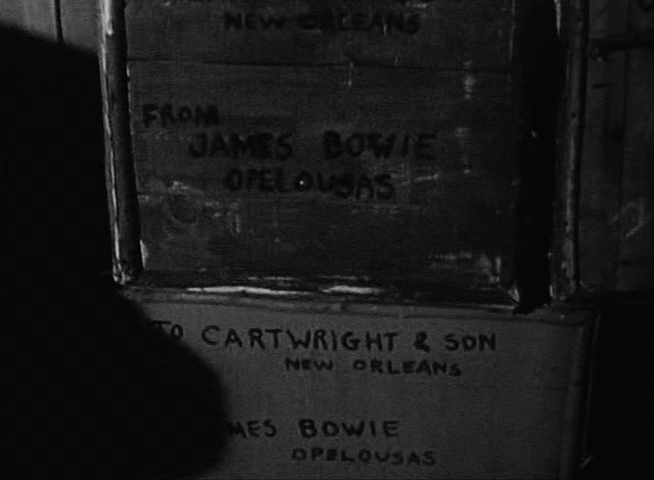 NEW ORLEANS
FROM
JAMES BOWIE
OPELOUSAS
TO CARTWRIGHT & SON
NEW ORLEANS
MES BOWIE
OPELOUSAS